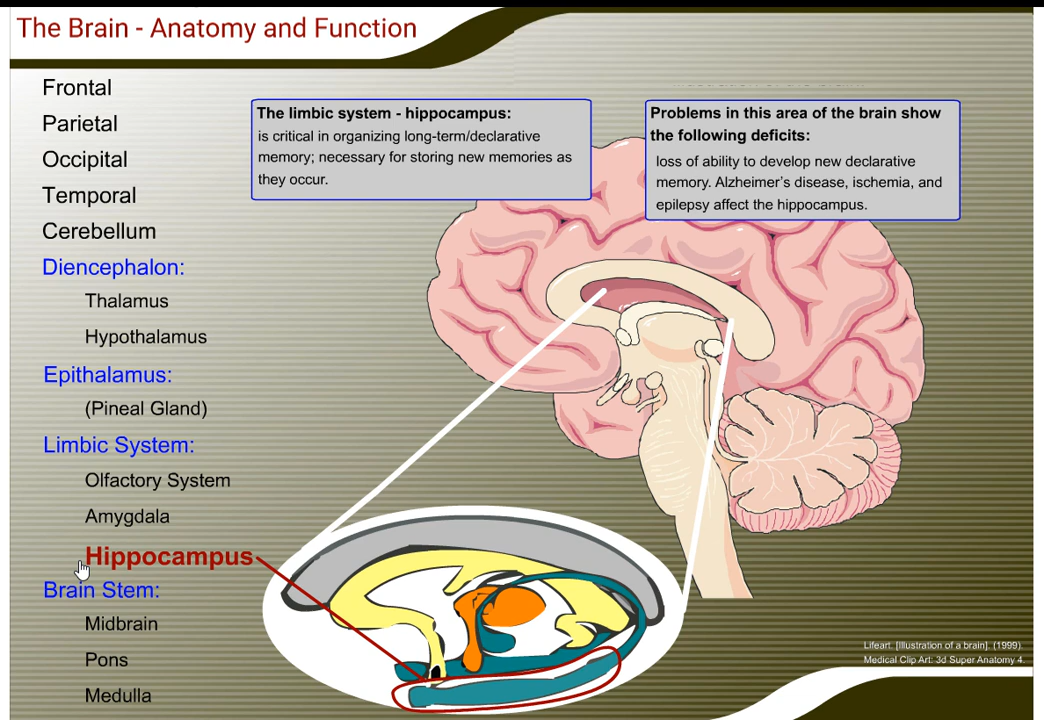 The Brain - Anatomy and Function
Frontal
Parietal
Occipital
Temporal
Cerebellum
Diencephalon:
Thalamus
Hypothalamus
Epithalamus:
(Pineal Gland)
Limbic System:
Olfactory System
Amygdala
Hippocampus
Brain Stem:
Midbrain
Pons
Medulla
The limbic system - hippocampus:
is critical in organizing long-term/declarative
memory; necessary for storing new memories as
they occur.
Problems in this area of the brain show
the following deficits:
loss of ability to develop new declarative
memory. Alzheimer's disease, ischemia, and
epilepsy affect the hippocampus.
Lifeart. [Illustration of a brain]. (1999).
Medical Clip Art: 3d Super Anatomy 4.